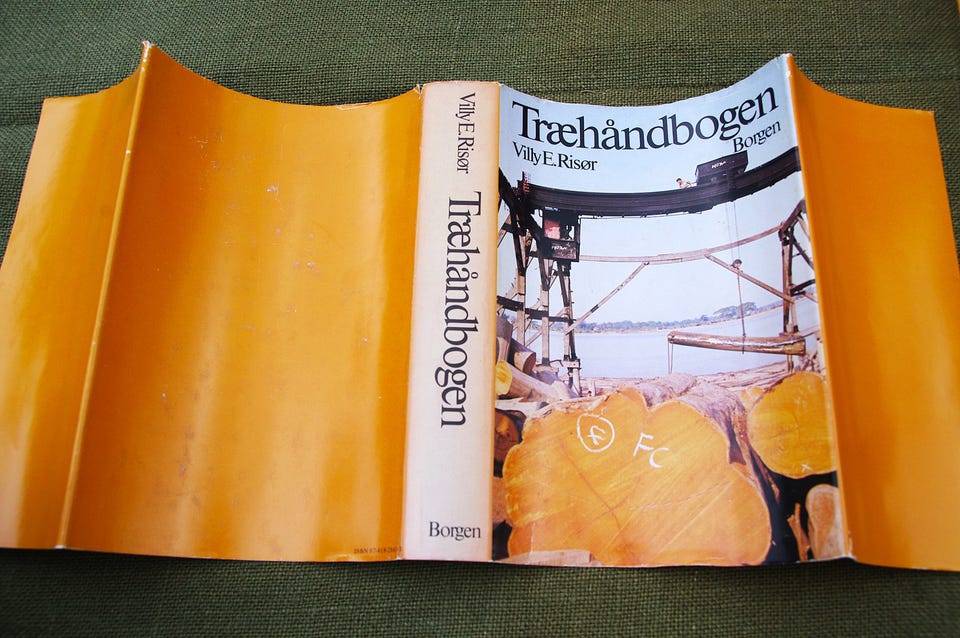 Villy E. Risør
Træhåndbogen
Borgen
Træhåndbogen
Borgen
Villy E. Risør
FC